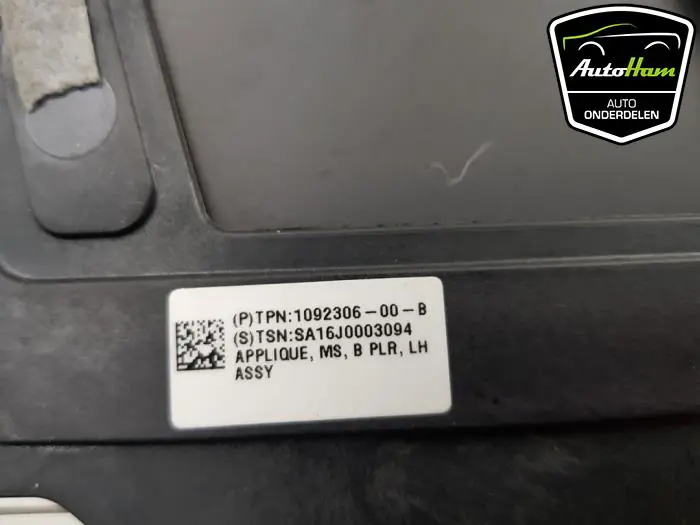 AutoHam
AUTO
ONDERDELEN
(P)TPN:1092306-00-B
(S)TSN:SA16J0003094
APPLIQUE, MS, B PLR, LH
ASSY